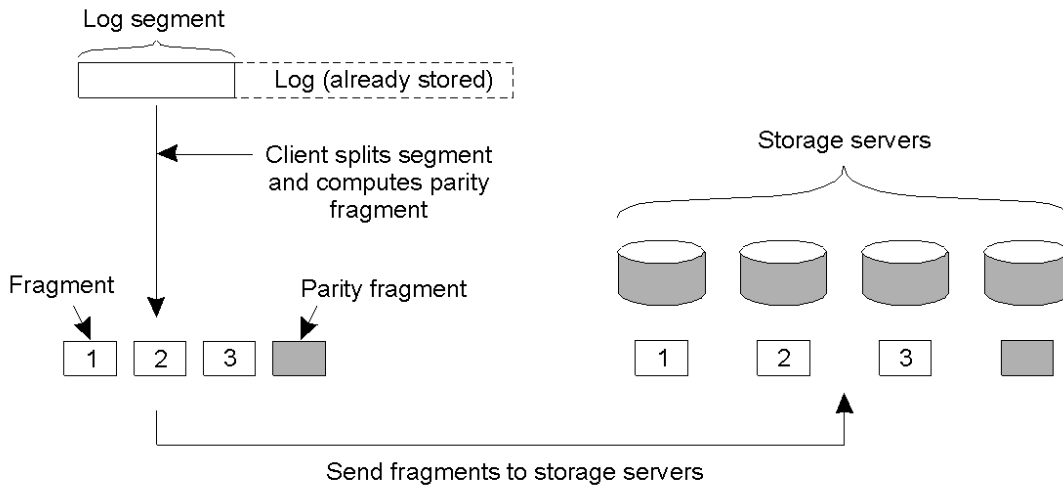 Log segment
Log (already stored)
Client splits segment
and computes parity
fragment
Storage servers
Fragment
Parity fragment
1
2
3
1
2
3
Send fragments to storage servers